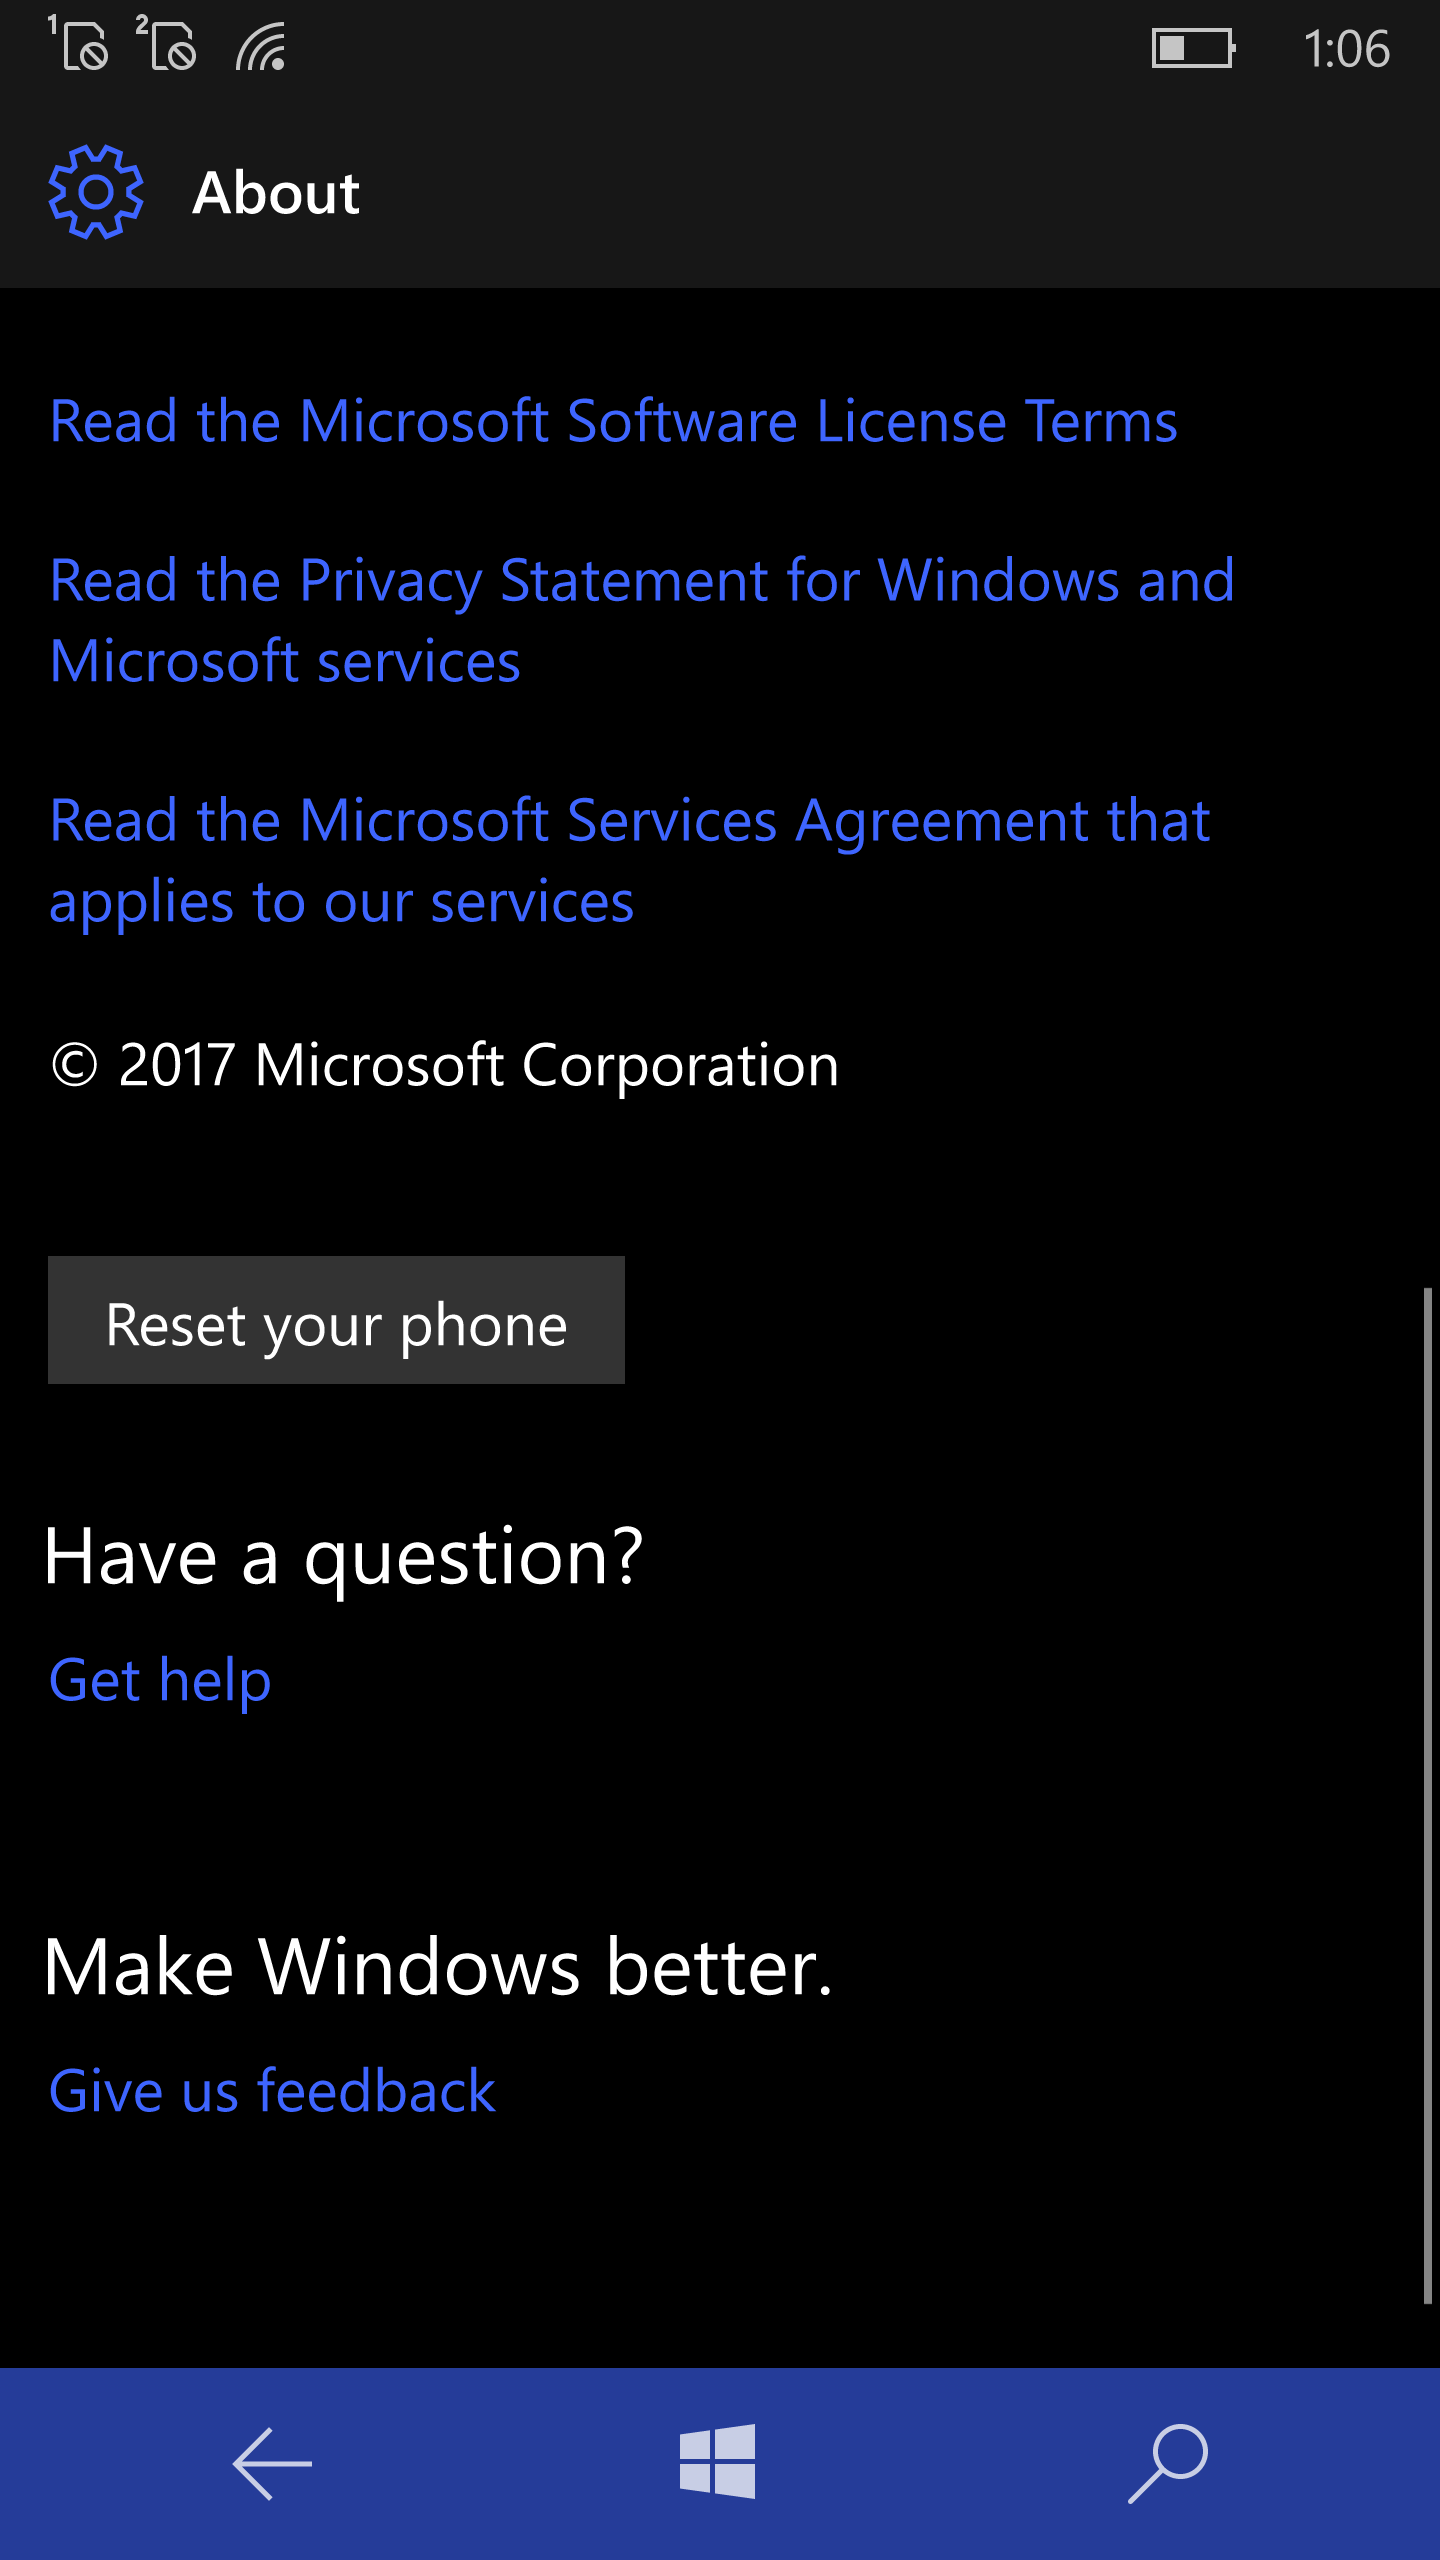 1 2 1:06
About
Read the Microsoft Software License Terms
Read the Privacy Statement for Windows and
Microsoft services
Read the Microsoft Services Agreement that
applies to our services
© 2017 Microsoft Corporation
Reset your phone
Have a question?
Get help
Make Windows better.
Give us feedback